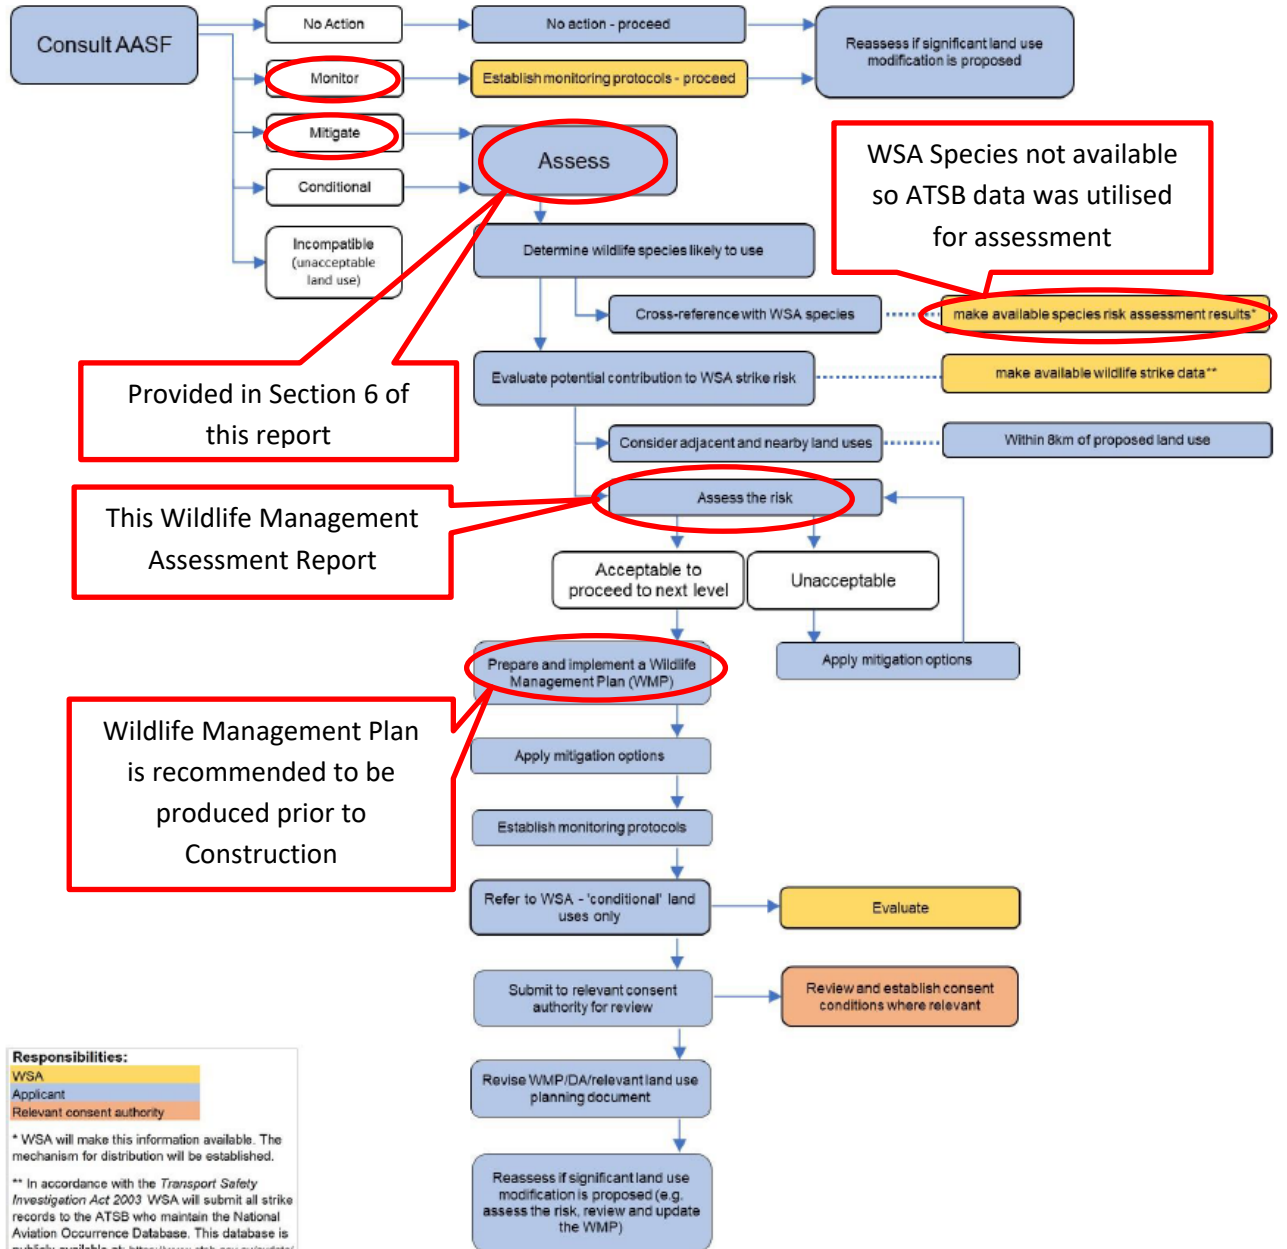 Consult AASF
No Action
No action - proceed
Reassess if significant land use
modification is proposed
Monitor
Establish monitoring protocols - proceed
Mitigate
Assess
Conditional
Incompatible
(unacceptable
land use)
WSA Species not available
so ATSB data was utilised
for assessment
Determine wildlife species likely to use
Cross-reference with WSA species
make available species risk assessment results*
Provided in Section 6 of
this report
Evaluate potential contribution to WSA strike risk
make available wildlife strike data**
Consider adjacent and nearby land uses
Within 8km of proposed land use
This Wildlife Management
Assessment Report
Assess the risk
Acceptable to
proceed to next level
Unacceptable
Prepare and implement a Wildlife
Management Plan (WMP)
Apply mitigation options
Wildlife Management Plan
is recommended to be
produced prior to
Construction
Apply mitigation options
Establish monitoring protocols
Refer to WSA - 'conditional' land
uses only
Evaluate
Submit to relevant consent
authority for review
Review and establish consent
conditions where relevant
Revise WMP/DA/relevant land use
planning document
Reassess if significant land use
modification is proposed (e.g.
assess the risk, review and update
the WMP)
Responsibilities:
WSA
Applicant
Relevant consent authority
* WSA will make this information available. The
mechanism for distribution will be established.
** In accordance with the Transport Safety
Investigation Act 2003 WSA will submit all strike
records to the ATSB who maintain the National
Aviation Occurrence Database. This database is
publicly available at: